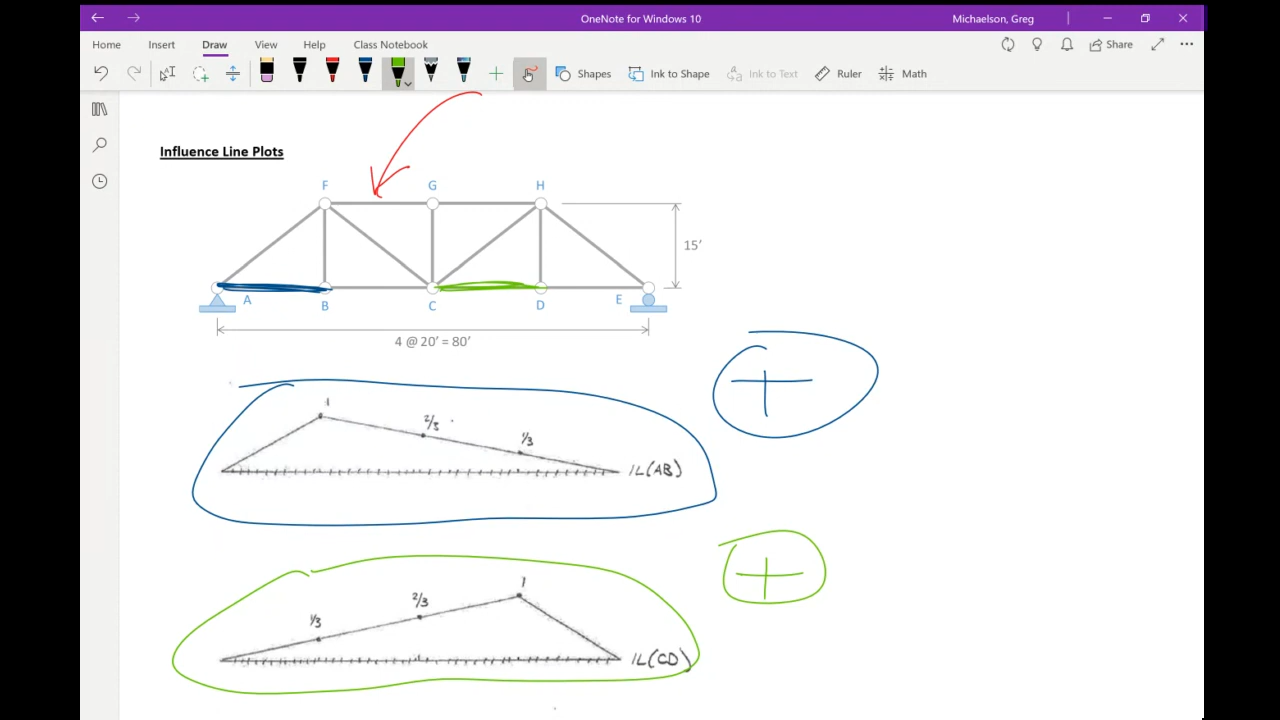 OneNote for Windows 10
Michaelson, Greg
Home Insert Draw View Help Class Notebook
Share
Shapes Ink to Shape Ink to Text Ruler Math
Influence Line Plots
F G H
15'
A B C D E
4 @ 20' = 80'
1
2/3
1/3
IL(AB)
1
2/3
1/3
IL(CD)